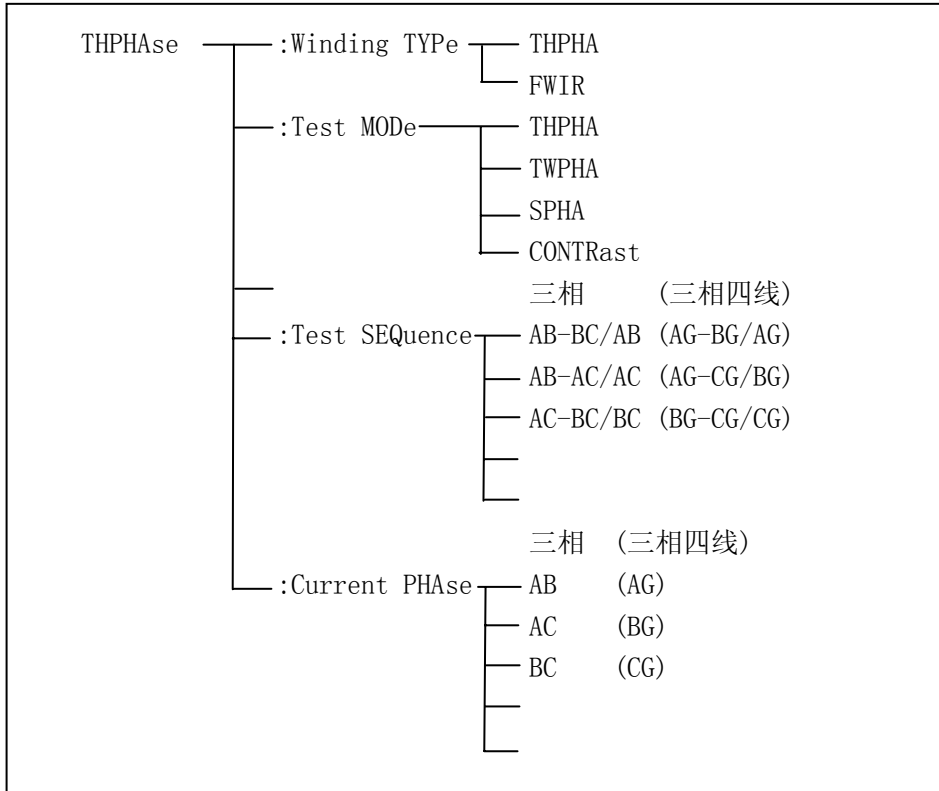 THPHAse :Winding TYPe THPHA
FWIR
:Test MODe THPHA
TWPHA
SPHA
CONTRast
三相 (三相四线)
:Test SEQuence AB-BC/AB (AG-BG/AG)
AB-AC/AC (AG-CG/BG)
AC-BC/BC (BG-CG/CG)
三相 (三相四线)
:Current PHAse AB (AG)
AC (BG)
BC (CG)